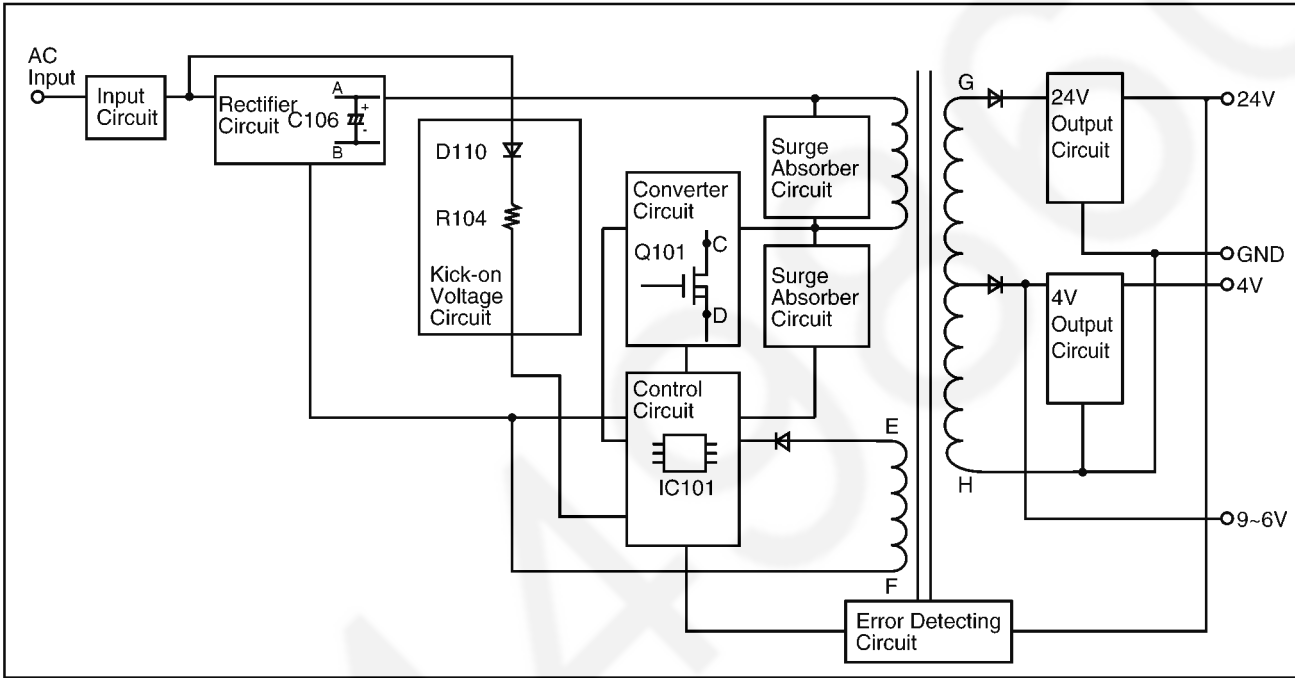 AC
Input
Input
Circuit
Rectifier
Circuit
C106
A
+
-
B
D110
R104
Kick-on
Voltage
Circuit
Converter
Circuit
Q101
C
D
Surge
Absorber
Circuit
Surge
Absorber
Circuit
Control
Circuit
IC101
E
F
G
H
24V
Output
Circuit
24V
GND
4V
Output
Circuit
4V
9~6V
Error Detecting
Circuit